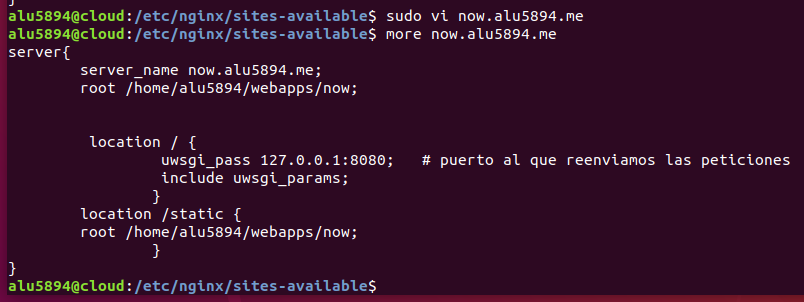 alu5894@cloud:/etc/nginx/sites-available$ sudo vi now.alu5894.me
alu5894@cloud:/etc/nginx/sites-available$ more now.alu5894.me
server{
        server_name now.alu5894.me;
        root /home/alu5894/webapps/now;
         location / {
                 uwsgi_pass 127.0.0.1:8080;   # puerto al que reenviamos las peticiones
                 include uwsgi_params;
                }
        location /static {
        root /home/alu5894/webapps/now;
                }
}
alu5894@cloud:/etc/nginx/sites-available$